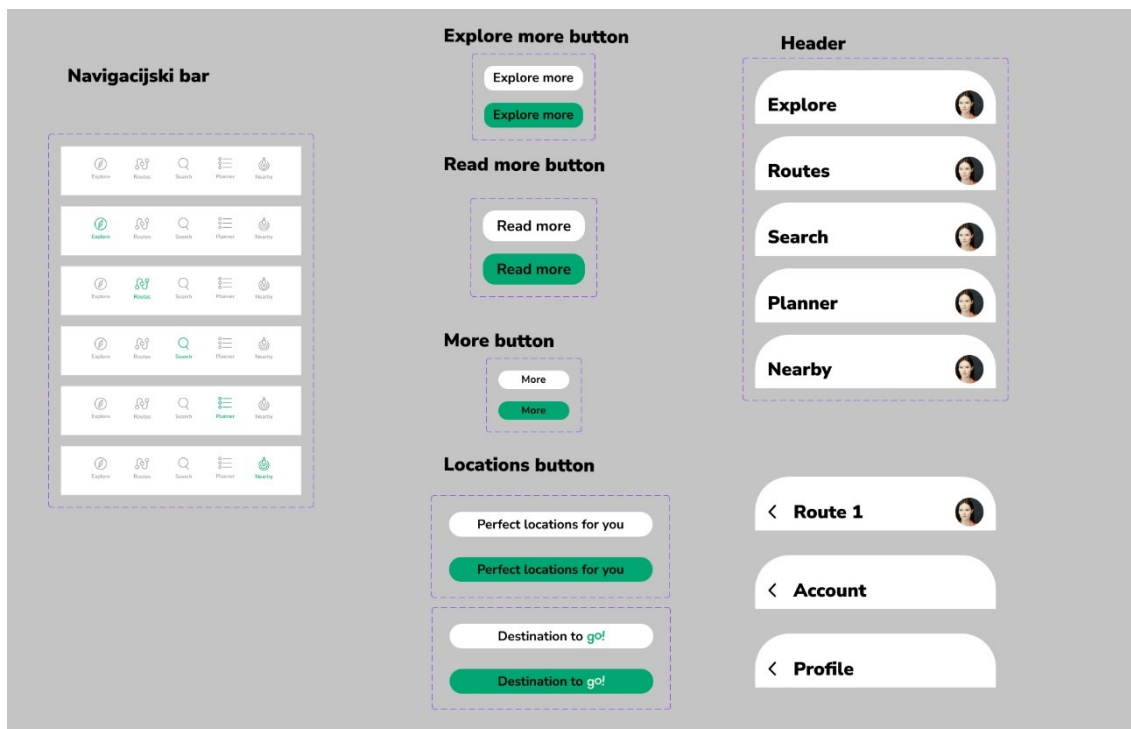 Navigacijski bar
Explore Routes Search Planner Nearby
Explore Routes Search Planner Nearby
Explore Routes Search Planner Nearby
Explore Routes Search Planner Nearby
Explore Routes Search Planner Nearby
Explore Routes Search Planner Nearby
Explore more button
Explore more
Explore more
Read more button
Read more
Read more
More button
More
More
Locations button
Perfect locations for you
Perfect locations for you
Destination to go!
Destination to go!
Header
Explore
Routes
Search
Planner
Nearby
Route 1
Account
Profile